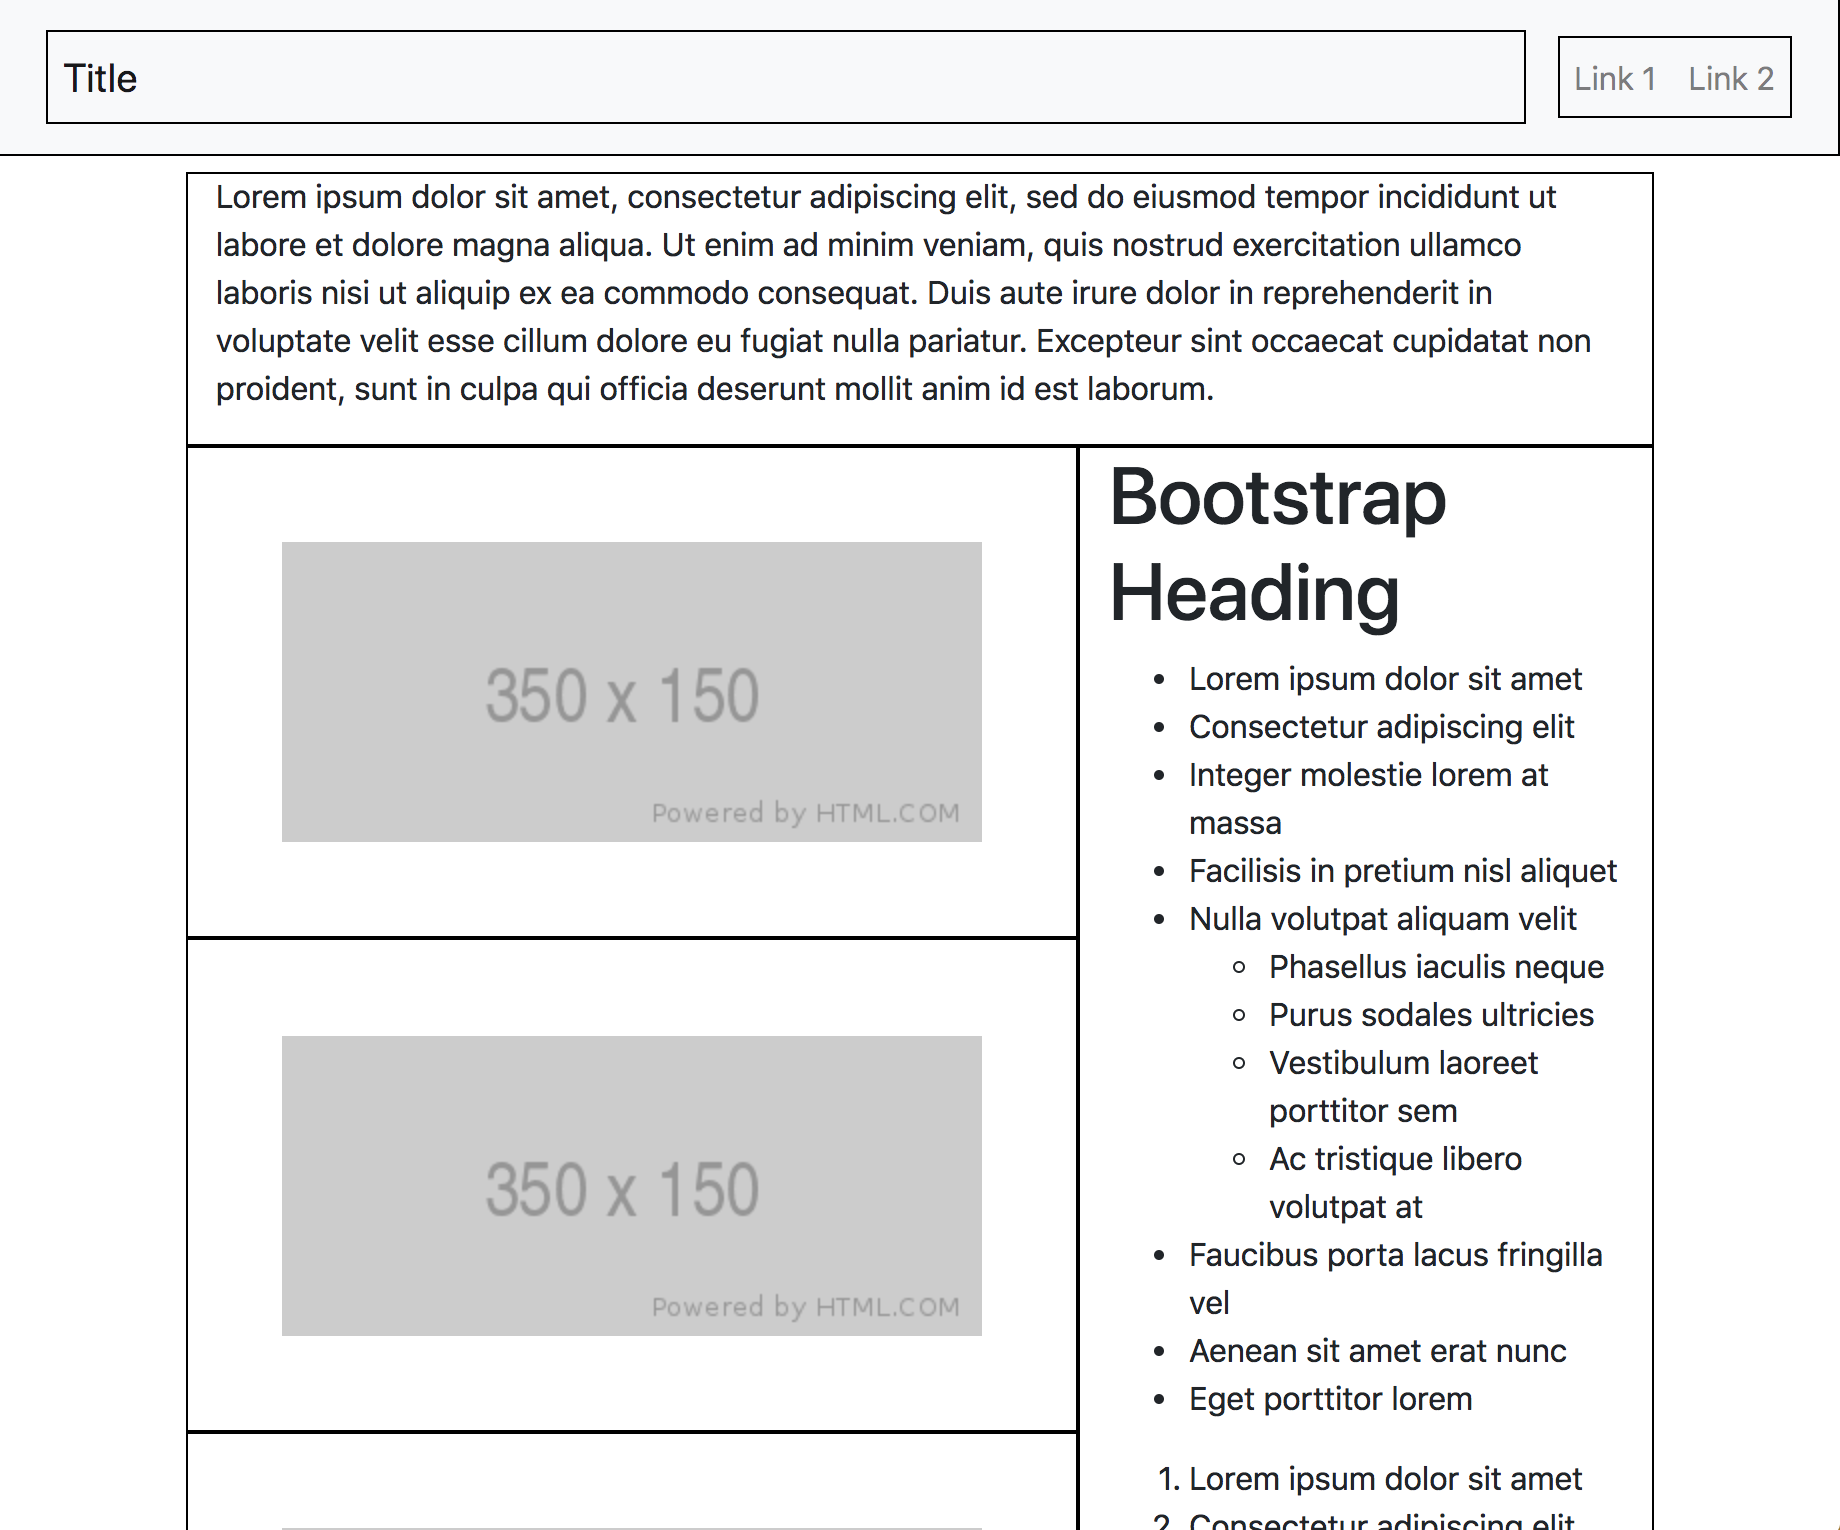 Title
Link 1 Link 2
Lorem ipsum dolor sit amet, consectetur adipiscing elit, sed do eiusmod tempor incididunt ut
labore et dolore magna aliqua. Ut enim ad minim veniam, quis nostrud exercitation ullamco
laboris nisi ut aliquip ex ea commodo consequat. Duis aute irure dolor in reprehenderit in
voluptate velit esse cillum dolore eu fugiat nulla pariatur. Excepteur sint occaecat cupidatat non
proident, sunt in culpa qui officia deserunt mollit anim id est laborum.
350 x 150
Powered by HTML.COM
350 x 150
Powered by HTML.COM
Bootstrap
Heading
• Lorem ipsum dolor sit amet
• Consectetur adipiscing elit
• Integer molestie lorem at
massa
• Facilisis in pretium nisl aliquet
• Nulla volutpat aliquam velit
◦ Phasellus iaculis neque
◦ Purus sodales ultricies
◦ Vestibulum laoreet
porttitor sem
◦ Ac tristique libero
volutpat at
• Faucibus porta lacus fringilla
vel
• Aenean sit amet erat nunc
• Eget porttitor lorem
1. Lorem ipsum dolor sit amet
2. Consectetur adipiscing elit